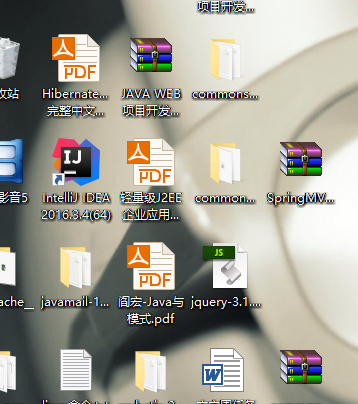 项目开发...
收站
Hibernate...
完整中文...
JAVA WEB
项目开发...
commons...
影音5
IntelliJ IDEA
2016.3.4(64)
轻量级J2EE
企业应用...
common...
SpringMV...
ache__
javamail-1...
阎宏-Java与
模式.pdf
jquery-3.1....